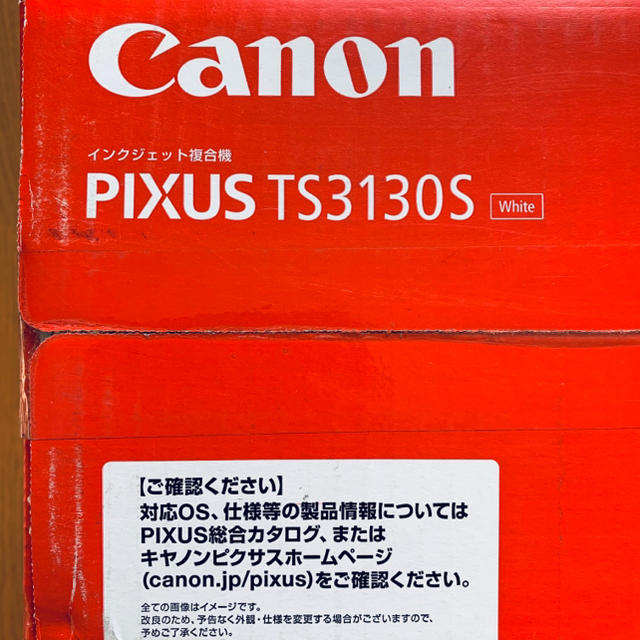 Canon
インクジェット複合機
PIXUS TS3130S White
【ご確認ください】
対応OS、仕様等の製品情報については
PIXUS総合カタログ、または
キヤノンピクサスホームページ
(canon.jp/pixus)をご確認ください。
全ての画像はイメージです。
改良のため、予告なく外観・仕様を変更する場合がございますので、
予めご了承ください。